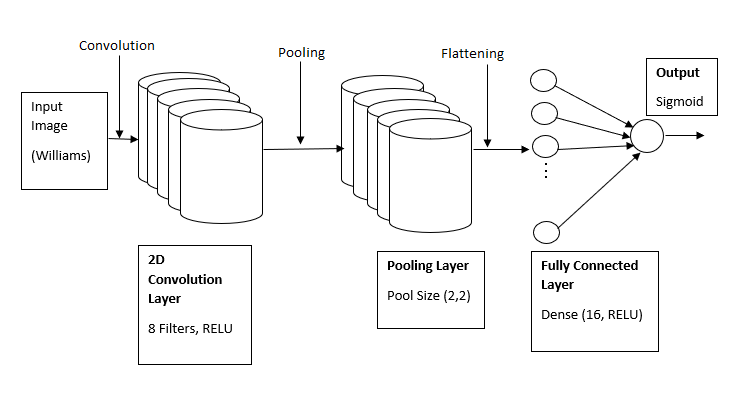 Convolution
Pooling
Flattening
Output
Sigmoid
Input
Image
(Williams)
2D
Convolution
Layer
8 Filters, RELU
Pooling Layer
Pool Size (2,2)
Fully Connected
Layer
Dense (16, RELU)